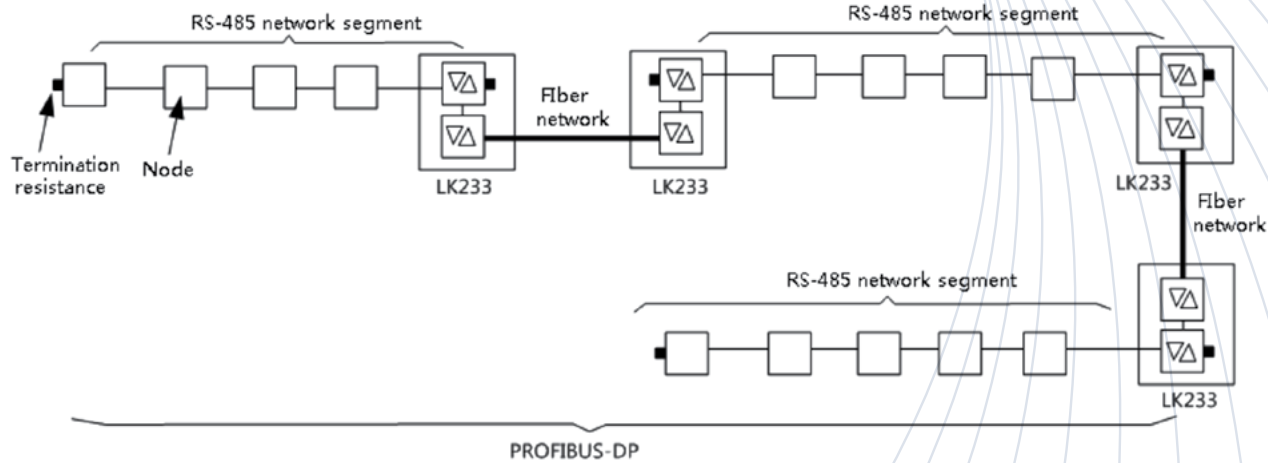 RS-485 network segment
RS-485 network segment
FIber
network
Termination
resistance
Node
LK233
LK233
LK233
FIber
network
RS-485 network segment
LK233
PROFIBUS-DP